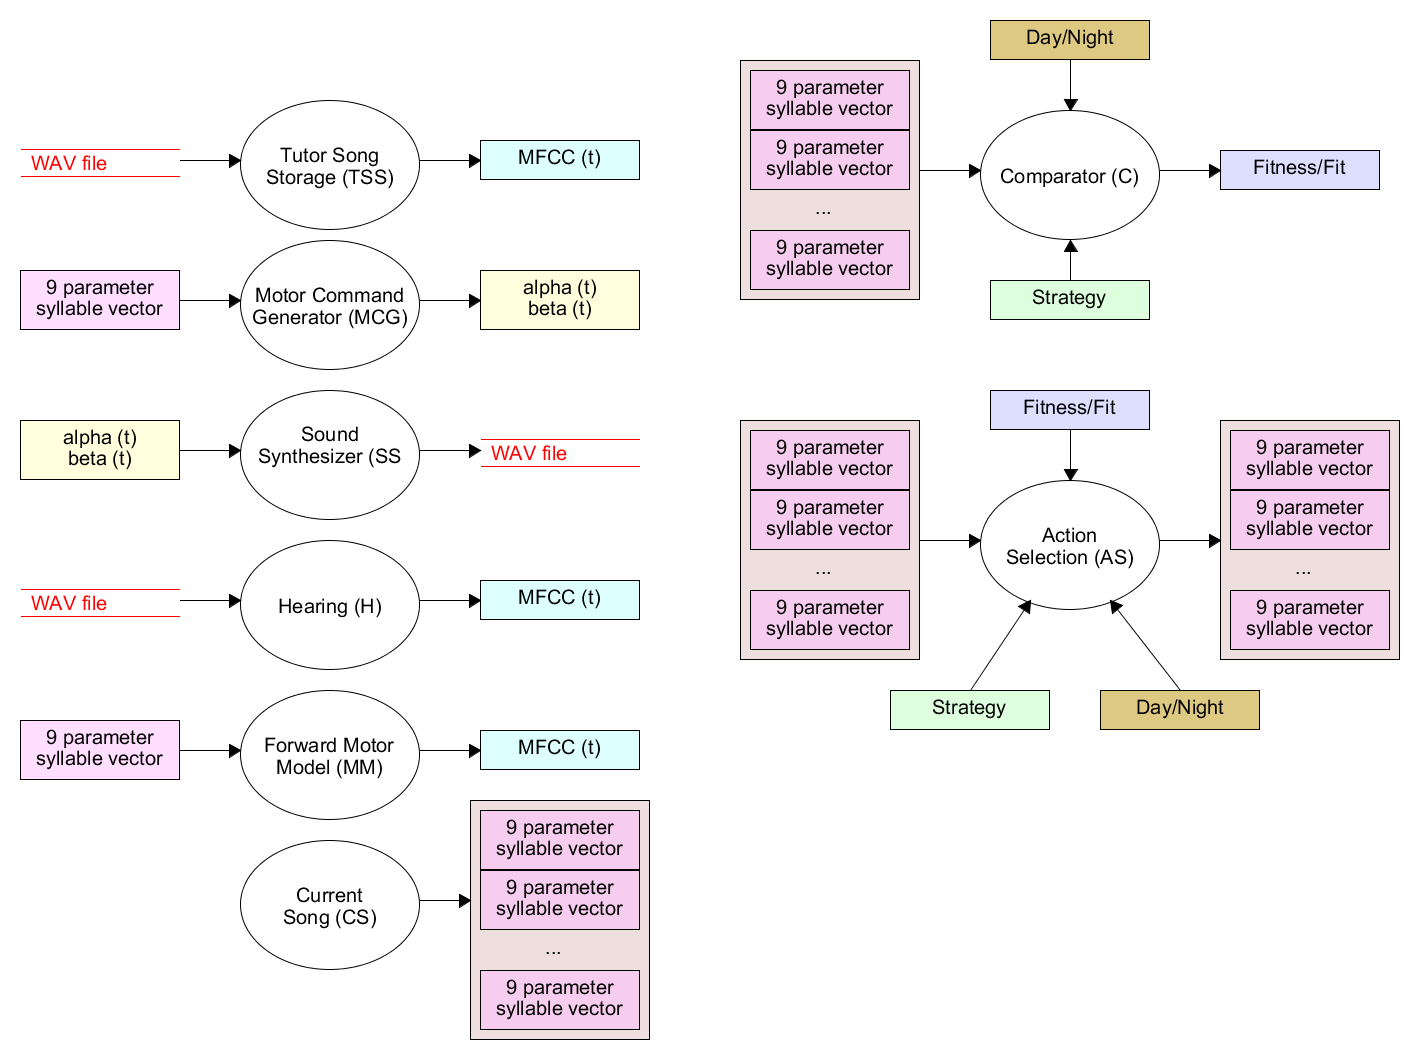 WAV file
Tutor Song
Storage (TSS)
MFCC (t)
9 parameter
syllable vector
Motor Command
Generator (MCG)
alpha (t)
beta (t)
alpha (t)
beta (t)
Sound
Synthesizer (SS
WAV file
WAV file
Hearing (H)
MFCC (t)
9 parameter
syllable vector
Forward Motor
Model (MM)
MFCC (t)
Current
Song (CS)
9 parameter
syllable vector
9 parameter
syllable vector
...
9 parameter
syllable vector
Day/Night
9 parameter
syllable vector
9 parameter
syllable vector
...
9 parameter
syllable vector
Comparator (C)
Fitness/Fit
Strategy
Fitness/Fit
9 parameter
syllable vector
9 parameter
syllable vector
...
9 parameter
syllable vector
Action
Selection (AS)
9 parameter
syllable vector
9 parameter
syllable vector
...
9 parameter
syllable vector
Strategy
Day/Night